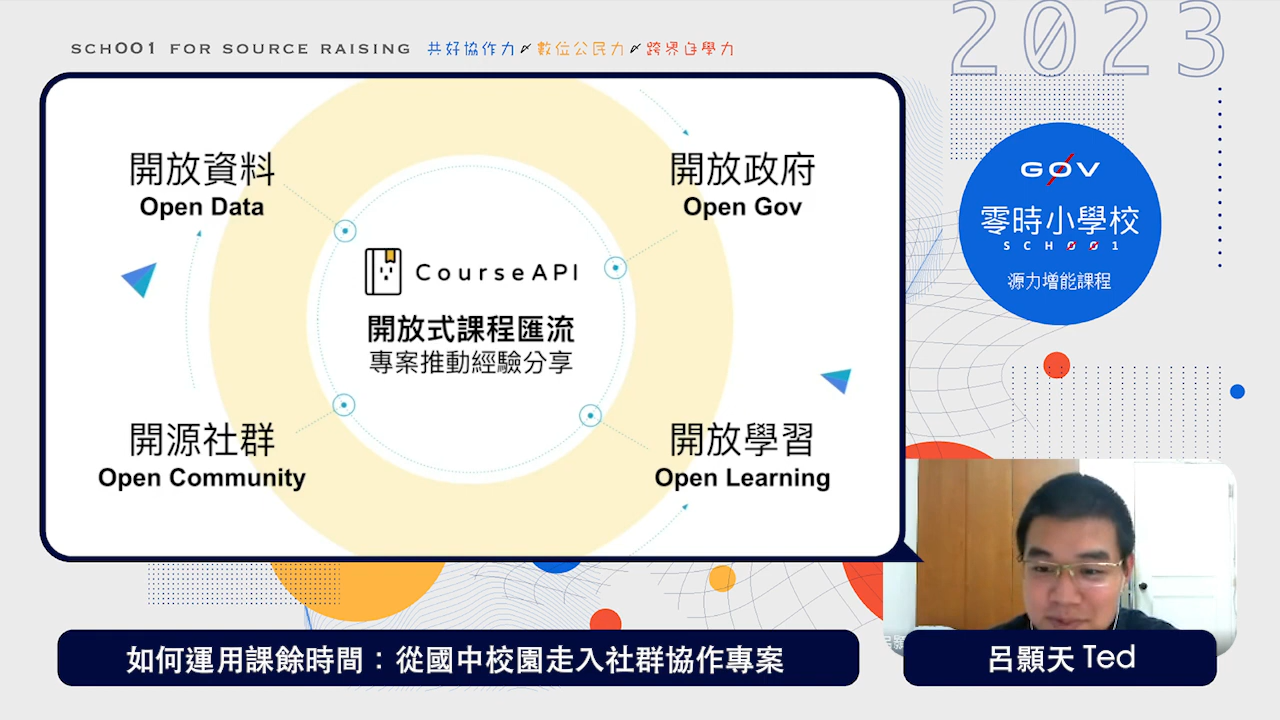 SCH001 FOR SOURCE RAISING 共好協作力 數位公民力 跨界自學力
2023
開放資料
Open Data
開放政府
Open Gov
CourseAPI
開放式課程匯流
專案推動經驗分享
開源社群
Open Community
開放學習
Open Learning
G0V
零時小學校
SCH001
源力增能課程
如何運用課餘時間：從國中校園走入社群協作專案
呂顥天 Ted